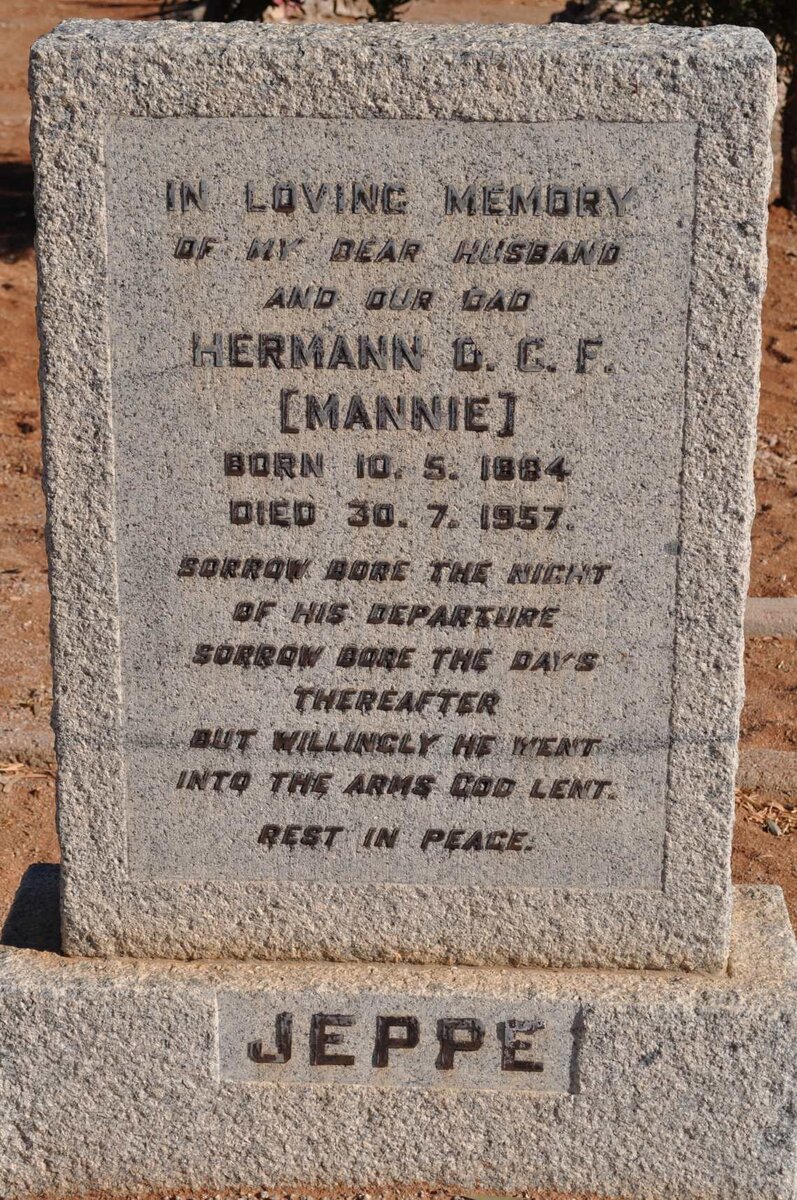 IN LOVING MEMORY
OF MY DEAR HUSBAND
AND OUR DAD
HERMANN O. C. F.
[MANNIE]
BORN 10. 5. 1884
DIED 30. 7. 1957.
SORROW BORE THE NIGHT
OF HIS DEPARTURE
SORROW BORE THE DAYS
THEREAFTER
BUT WILLINGLY HE WENT
INTO THE ARMS GOD LENT.
REST IN PEACE.
JEPPE